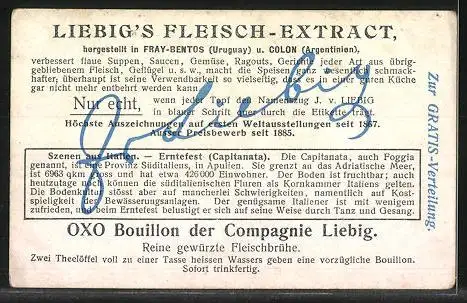 LIEBIG'S FLEISCH-EXTRACT,
hergestellt in FRAY-BENTOS (Uruguay) u. COLON (Argentinien),
verbessert flaue Suppen, Saucen, Gemüse, Ragouts, Gerichte jeder Art aus übrig-
gebliebenem Fleisch, Geflügel u. s. w., macht die Speisen ganz wesentlich schmack-
hafter, überhaupt ist seine Verwendbarkeit so vielseitig, dass es in einer guten Küche
gar nicht mehr entbehrt werden kann.
Nur echt, wenn jeder Topf den Namenszug J. v. LIEBIG
in blauer Schrift durch die Etikette trägt.
Höchste Auszeichnungen auf ersten Weltausstellungen seit 1867.
Preisbewerb seit 1885.
Szenen aus Italien. — Erntefest (Capitanata). Die Capitanata, auch Foggia
genannt, ist eine Provinz Süditaliens, in Apulien. Sie grenzt an das Adriatische Meer,
ist 6963 qkm gross und hat etwa 426000 Einwohner. Der Boden ist fruchtbar; auch
heutzutage noch können die süditalienischen Fluren als Kornkammer Italiens gelten.
Die Bodenkultur stösst aber auf mancherlei Schwierigkeiten, namentlich auf Kost-
spieligkeit der Bewässerungsanlagen. Der genügsame Italiener ist mit wenigem
zufrieden, und beim Erntefest belustigt er sich auf seine Weise durch Tanz und Gesang.
OXO Bouillon der Compagnie Liebig.
Reine gewürzte Fleischbrühe.
Zwei Theelöffel voll zu einer Tasse heissen Wassers geben eine vorzügliche Bouillon.
Sofort trinkfertig.
Zur GRATIS-Verteilung.
JvLiebig